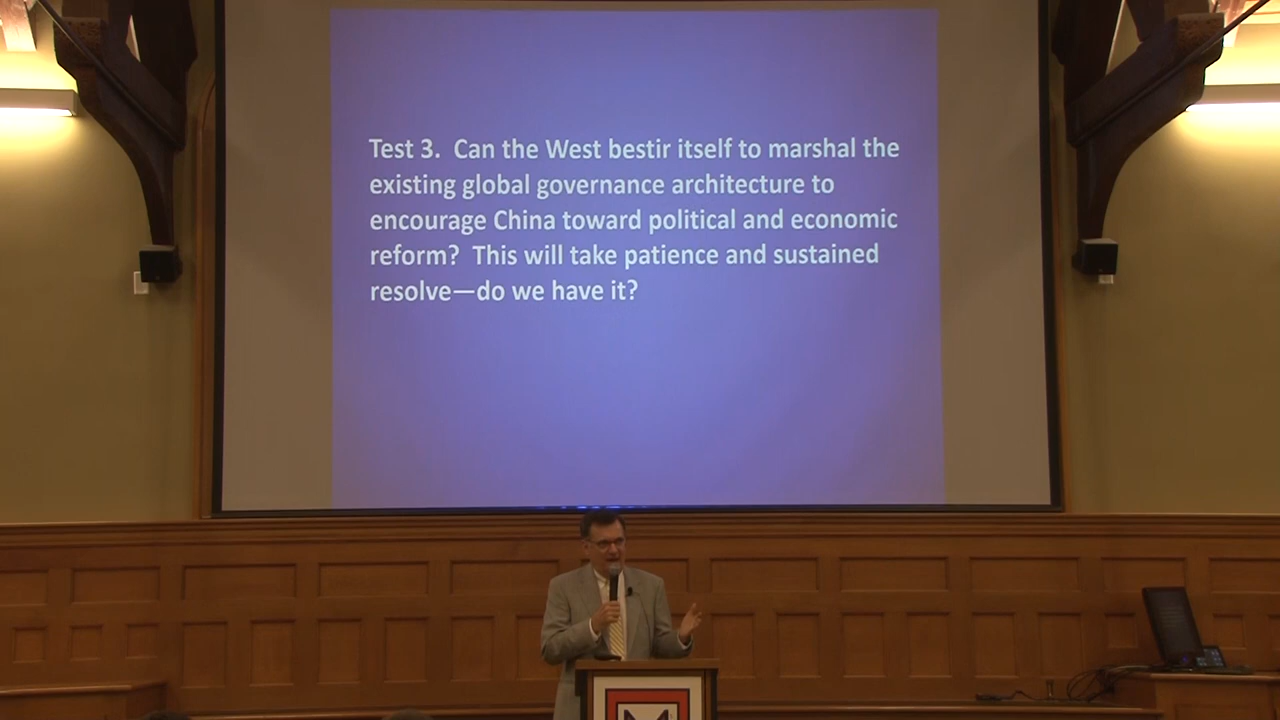 Test 3.  Can the West bestir itself to marshal the
existing global governance architecture to
encourage China toward political and economic
reform?  This will take patience and sustained
resolve—do we have it?